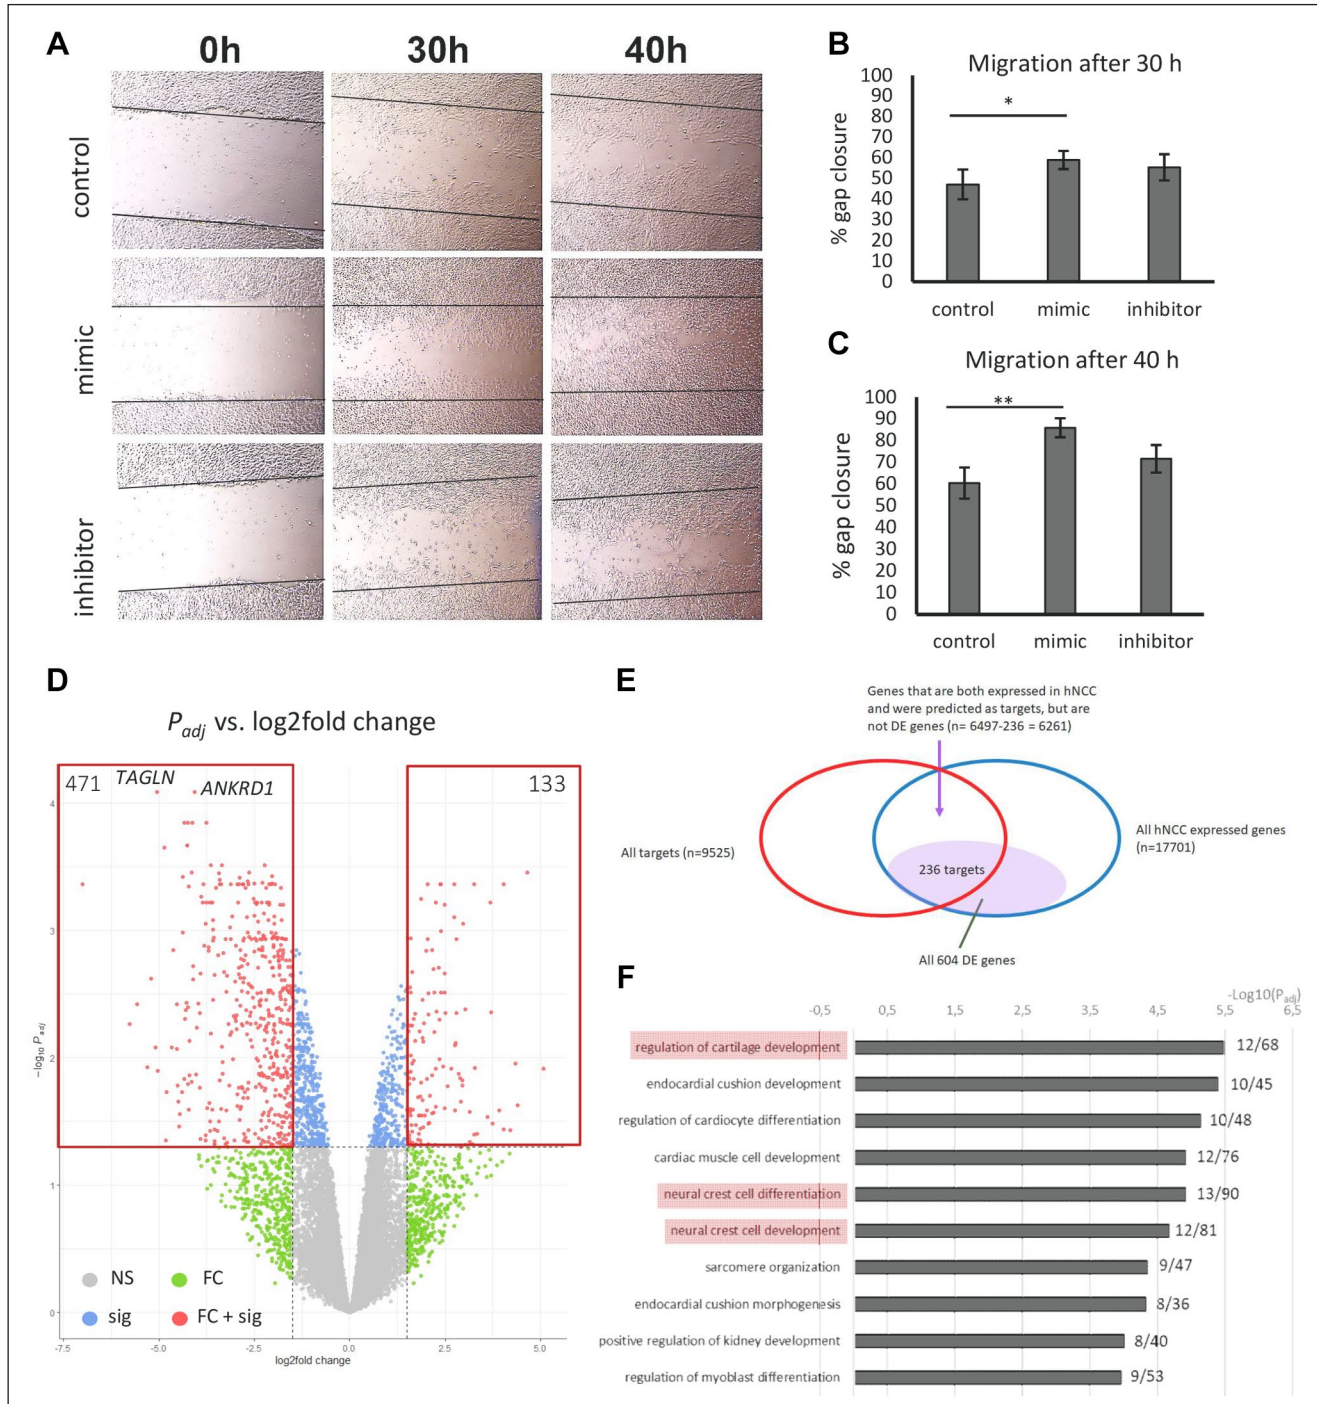 A
0h
30h
40h
control
mimic
inhibitor
B
Migration after 30 h
% gap closure
100
90
80
70
60
50
40
30
20
10
0
*
control
mimic
inhibitor
C
Migration after 40 h
% gap closure
100
90
80
70
60
50
40
30
20
10
0
**
control
mimic
inhibitor
D
Padj vs. log2fold change
471
TAGLN
ANKRD1
133
−log10 Padj
4
3
2
1
0
NS
FC
sig
FC + sig
-7.5
-5.0
-2.5
0.0
2.5
5.0
log2fold change
E
Genes that are both expressed in hNCC
and were predicted as targets, but are
not DE genes (n= 6497-236 = 6261)
All targets (n=9525)
All hNCC expressed genes
(n=17701)
236 targets
All 604 DE genes
F
-Log10(Padj)
-0,5
0,5
1,5
2,5
3,5
4,5
5,5
6,5
regulation of cartilage development
12/68
endocardial cushion development
10/45
regulation of cardiocyte differentiation
10/48
cardiac muscle cell development
12/76
neural crest cell differentiation
13/90
neural crest cell development
12/81
sarcomere organization
9/47
endocardial cushion morphogenesis
8/36
positive regulation of kidney development
8/40
regulation of myoblast differentiation
9/53